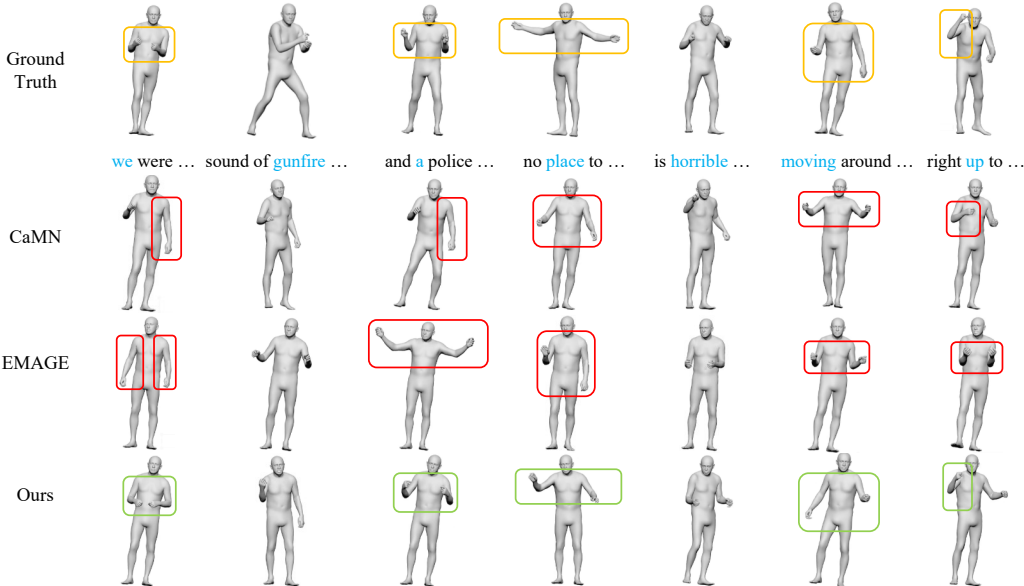 Ground
Truth
we were … sound of gunfire … and a police … no place to … is horrible … moving around … right up to …
CaMN
EMAGE
Ours